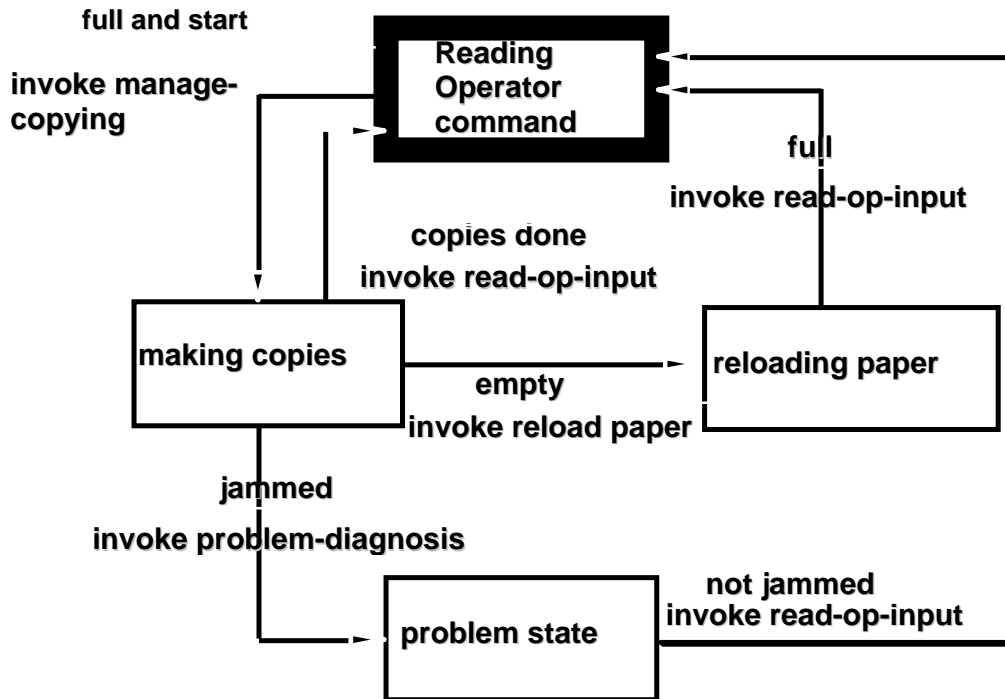 full and start
invoke manage-
copying
Reading
Operator
command
full
invoke read-op-input
copies done
invoke read-op-input
making copies
reloading paper
empty
invoke reload paper
jammed
invoke problem-diagnosis
problem state
not jammed
invoke read-op-input